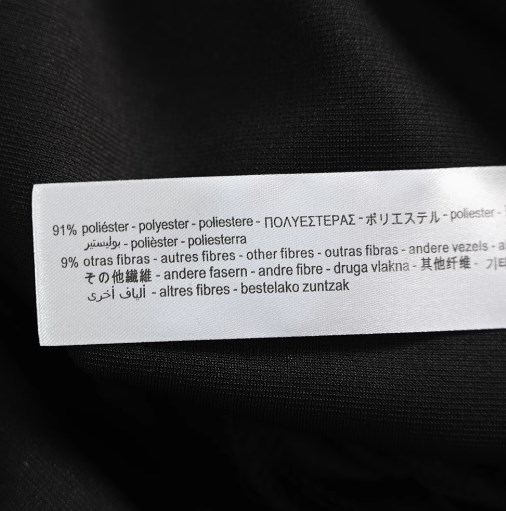 91% poliéster - polyester - poliestere - ΠΟΛΥΕΣΤΕΡΑΣ - ポリエステル - poliester -
بوليستير - polièster - poliesterra
9% otras fibras - autres fibres - other fibres - outras fibras - andere vezels -
その他繊維 - andere fasern - andre fibre - druga vlakna - 其他纤维 - 기타
ألياف أخرى - altres fibres - bestelako zuntzak